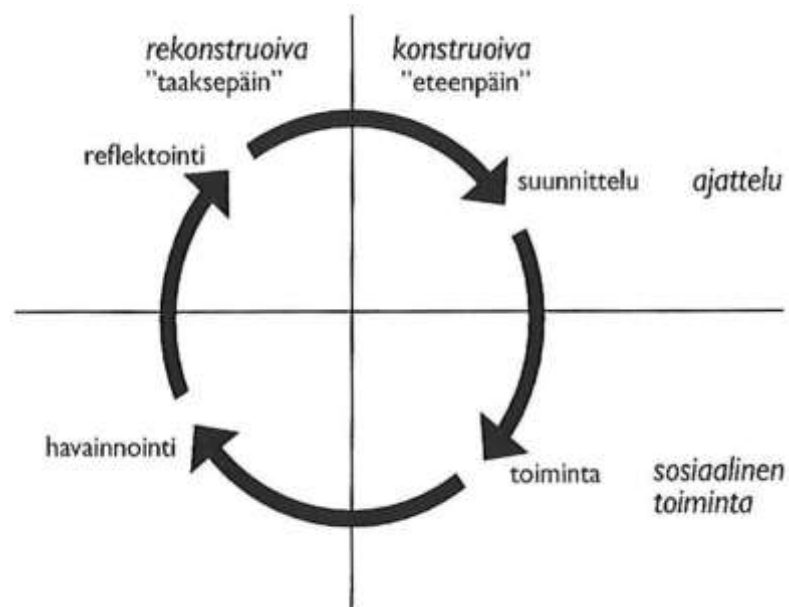 rekonstruoiva
"taaksepäin"
konstruoiva
"eteenpäin"
reflektointi
suunnittelu
ajattelu
havainnointi
toiminta
sosiaalinen
toiminta